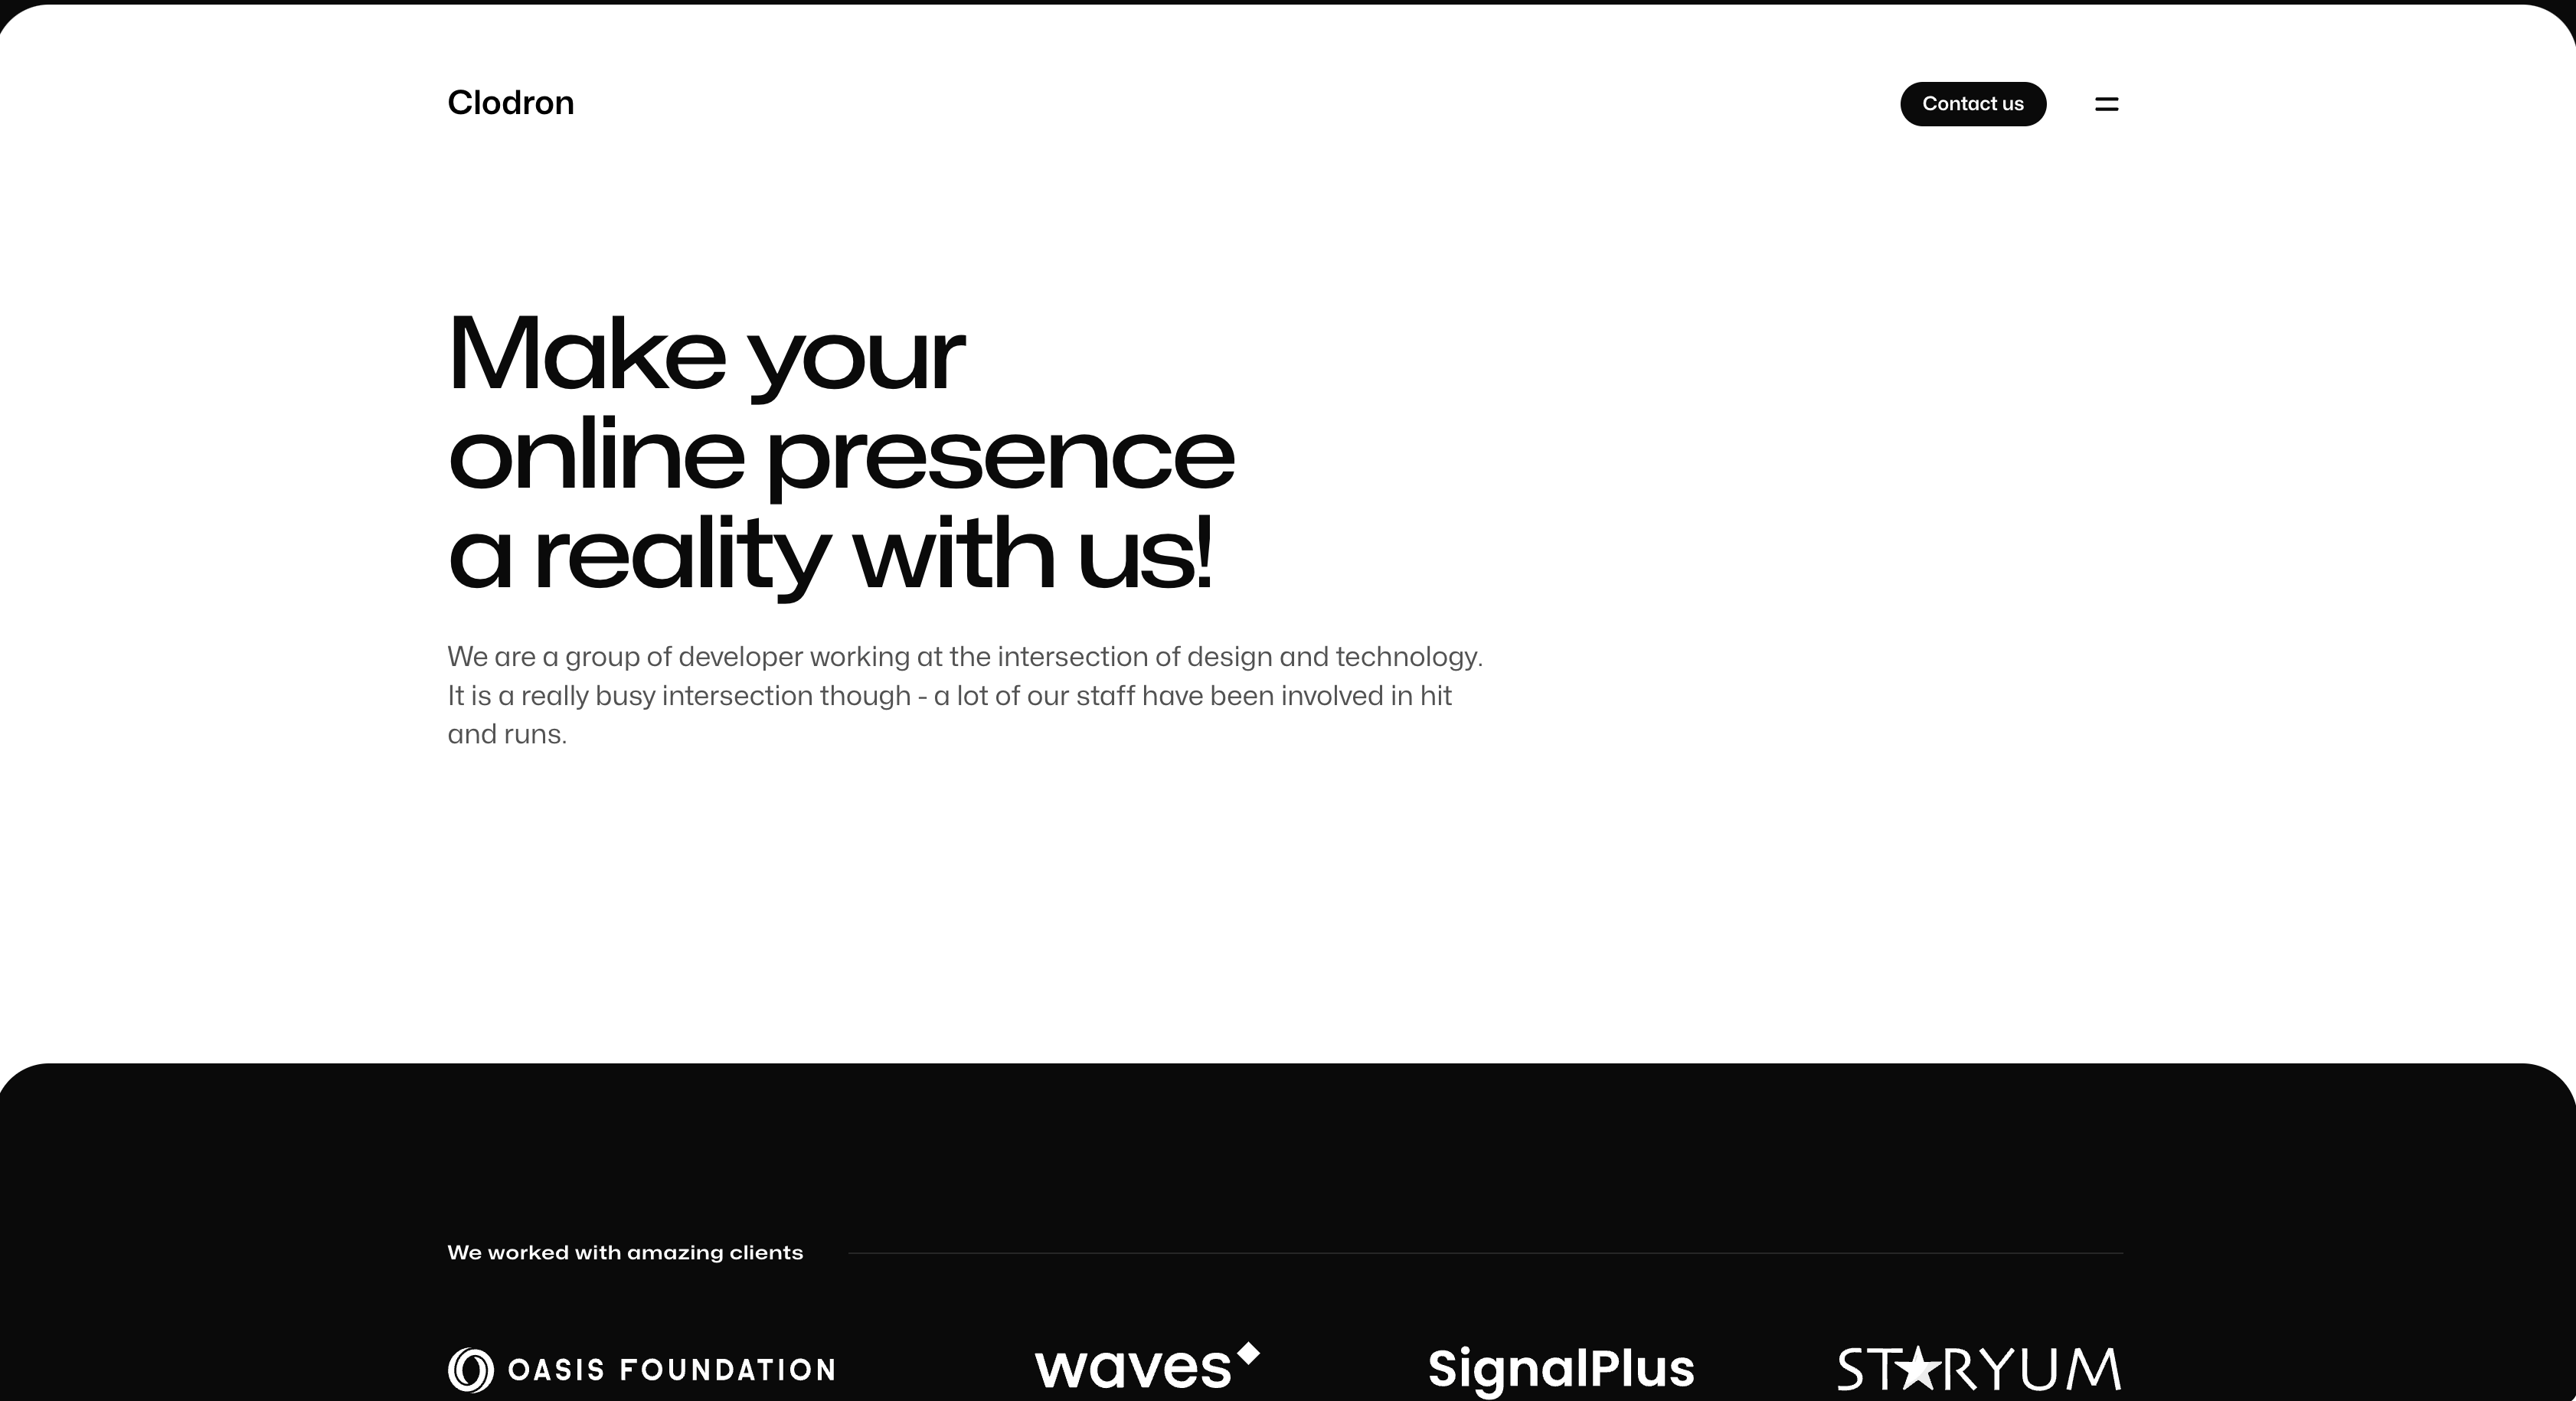 Clodron
Contact us
Make your
online presence
a reality with us!
We are a group of developer working at the intersection of design and technology.
It is a really busy intersection though - a lot of our staff have been involved in hit
and runs.
We worked with amazing clients
OASIS FOUNDATION
waves
SignalPlus
STARYUM